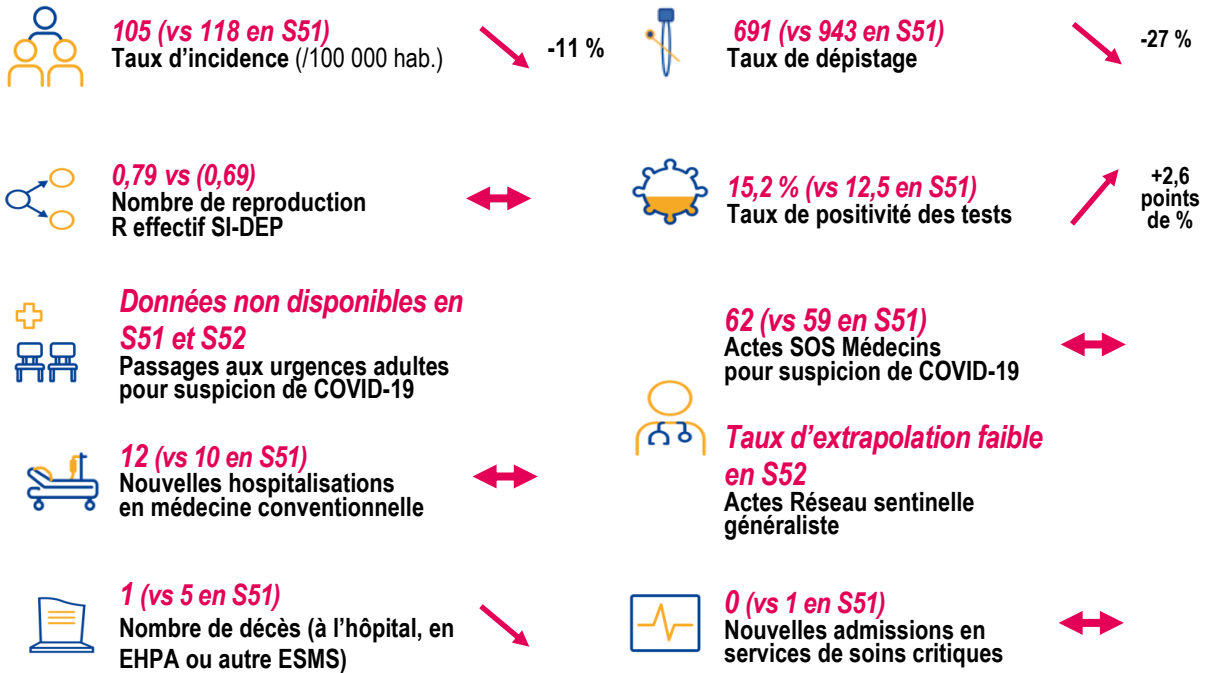 105 (vs 118 en S51)
Taux d'incidence (/100 000 hab.)
-11 %
691 (vs 943 en S51)
Taux de dépistage
-27 %
0,79 vs (0,69)
Nombre de reproduction
R effectif SI-DEP
15,2 % (vs 12,5 en S51)
Taux de positivité des tests
+2,6
points
de %
Données non disponibles en
S51 et S52
Passages aux urgences adultes
pour suspicion de COVID-19
62 (vs 59 en S51)
Actes SOS Médecins
pour suspicion de COVID-19
Taux d'extrapolation faible
en S52
Actes Réseau sentinelle
généraliste
12 (vs 10 en S51)
Nouvelles hospitalisations
en médecine conventionnelle
1 (vs 5 en S51)
Nombre de décès (à l'hôpital, en
EHPA ou autre ESMS)
0 (vs 1 en S51)
Nouvelles admissions en
services de soins critiques